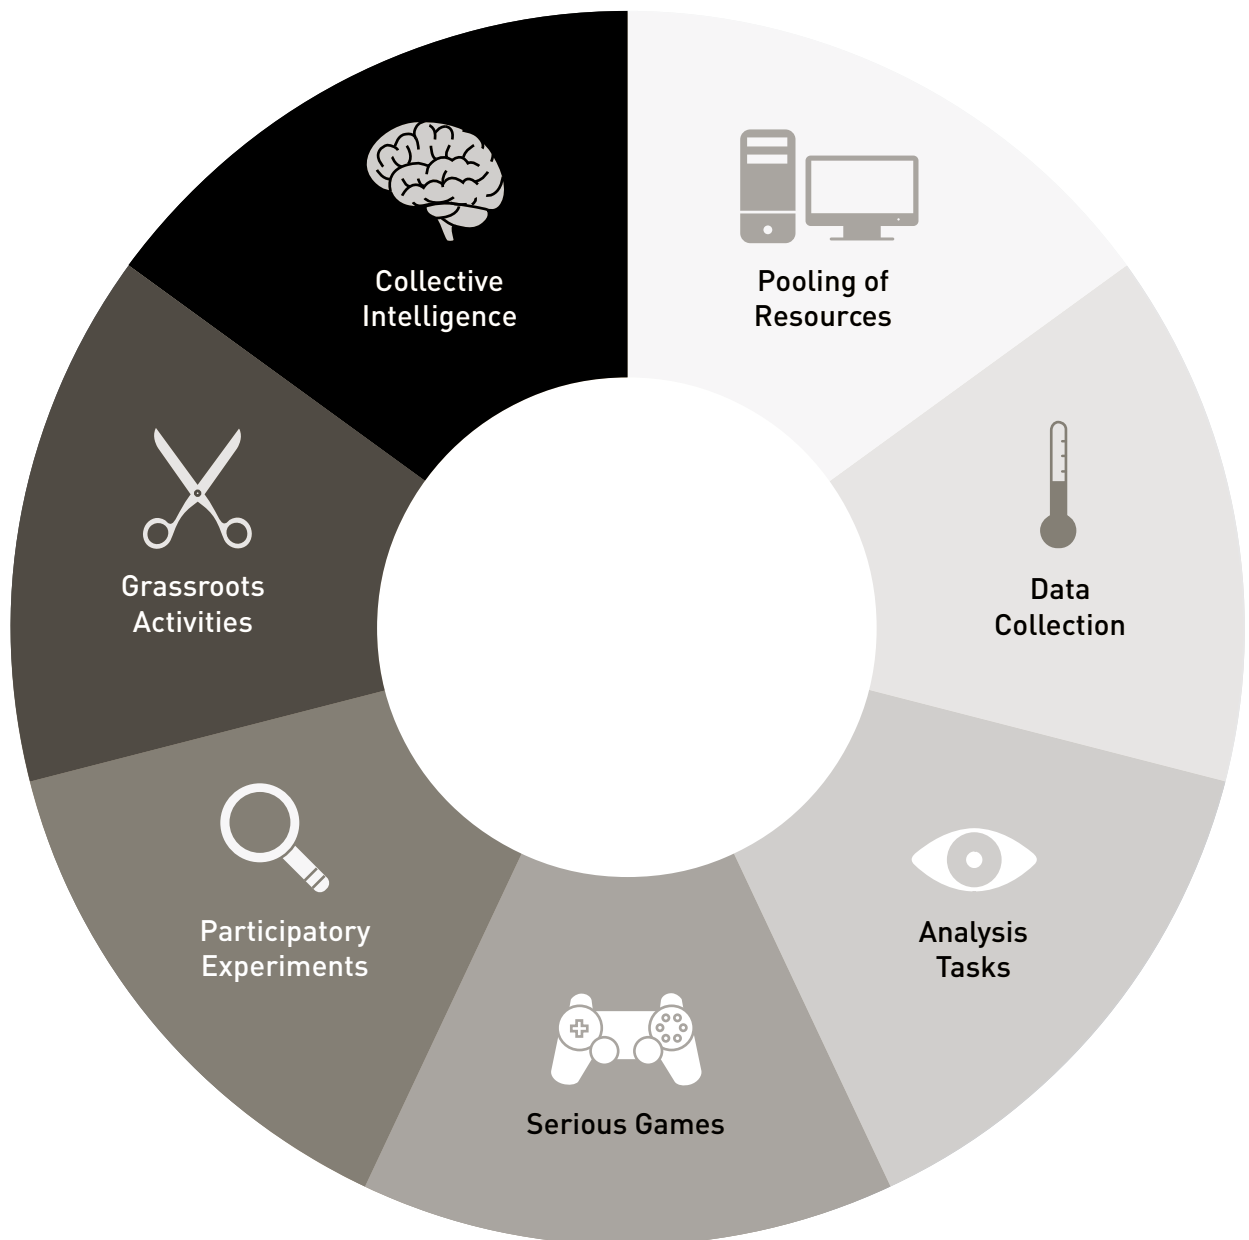 Collective
Intelligence
Pooling of
Resources
Data
Collection
Analysis
Tasks
Serious Games
Participatory
Experiments
Grassroots
Activities